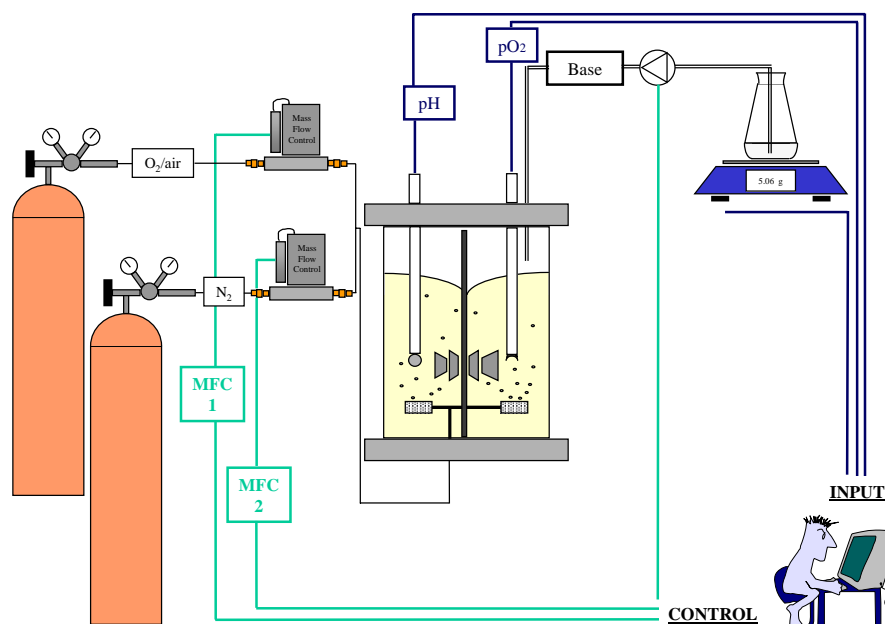 pO2
Base
pH
Mass
Flow
Control
O2/air
5.06 g
Mass
Flow
Control
N2
MFC
1
MFC
2
INPUT
CONTROL